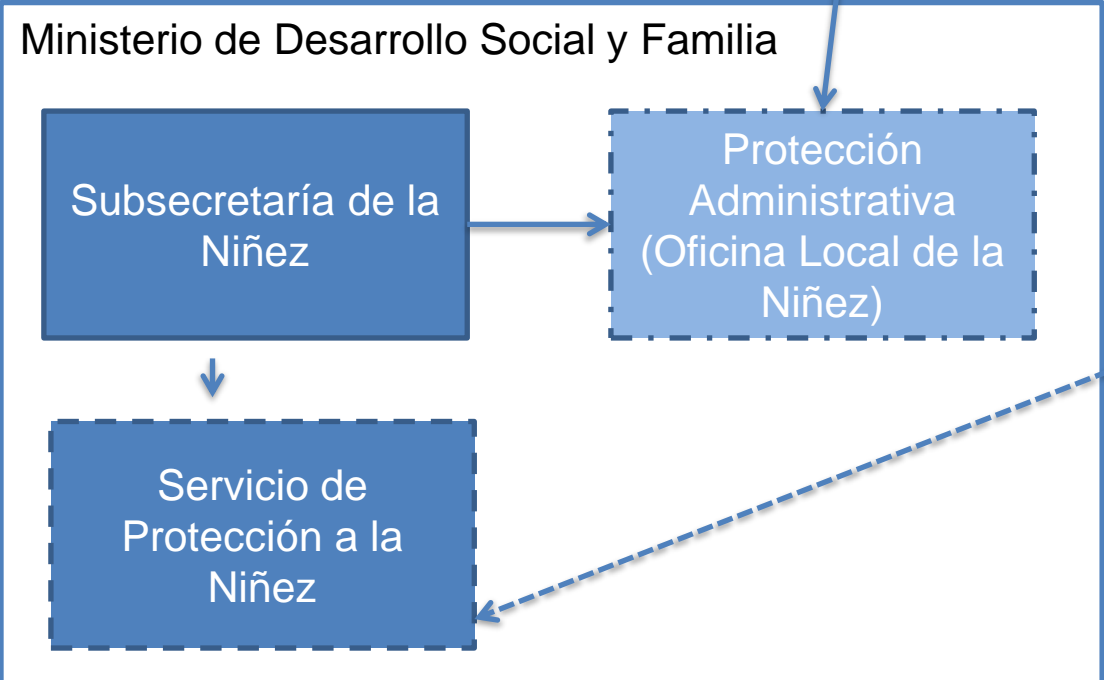 Ministerio de Desarrollo Social y Familia
Subsecretaría de la
Niñez
Protección
Administrativa
(Oficina Local de la
Niñez)
Servicio de
Protección a la
Niñez